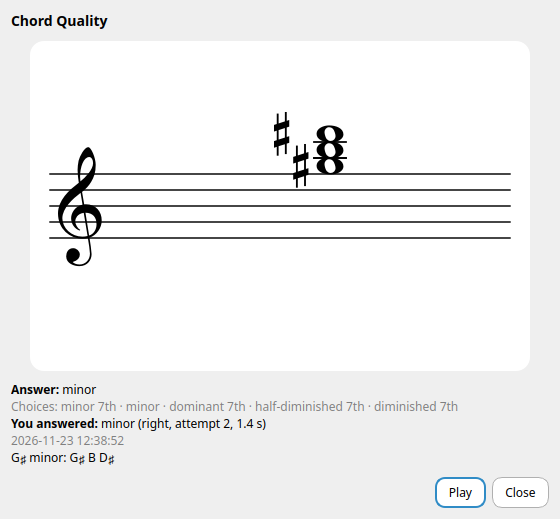 Chord Quality
Answer: minor
Choices: minor 7th · minor · dominant 7th · half-diminished 7th · diminished 7th
You answered: minor (right, attempt 2, 1.4 s)
2026-11-23 12:38:52
G♯ minor: G♯ B D♯
Play
Close